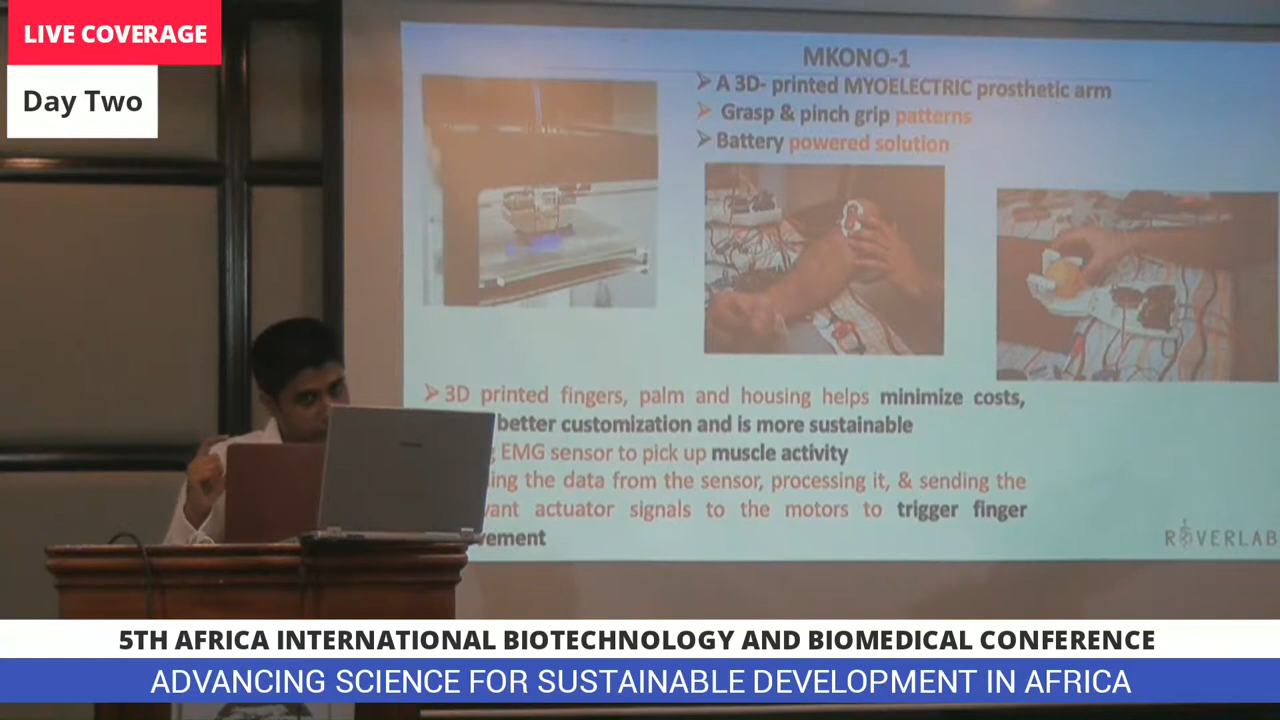 LIVE COVERAGE
Day Two
MKONO-1
➢ A 3D- printed MYOELECTRIC prosthetic arm
➢ Grasp & pinch grip patterns
➢ Battery powered solution
➢ 3D printed fingers, palm and housing helps minimize costs,
better customization and is more sustainable
EMG sensor to pick up muscle activity
the data from the sensor, processing it, & sending the
actuator signals to the motors to trigger finger
ROVERLAB
5TH AFRICA INTERNATIONAL BIOTECHNOLOGY AND BIOMEDICAL CONFERENCE
ADVANCING SCIENCE FOR SUSTAINABLE DEVELOPMENT IN AFRICA